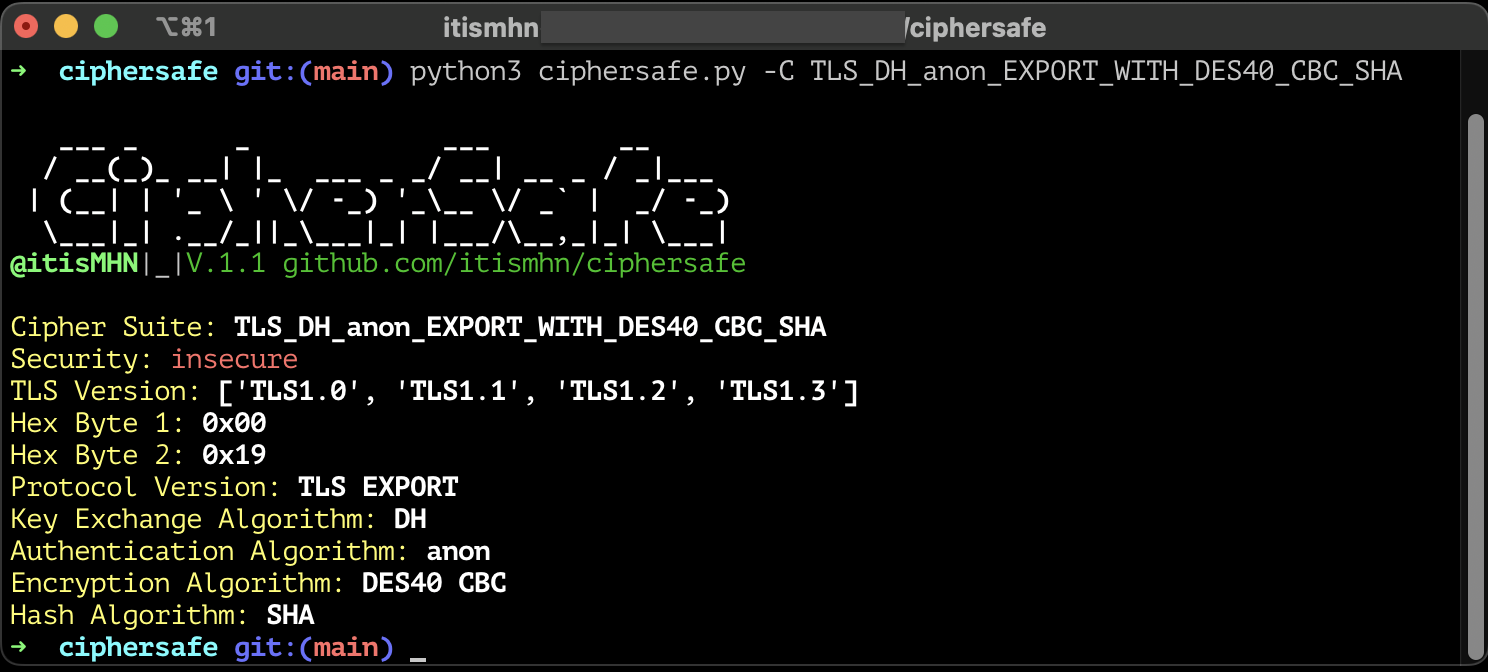 ⌥⌘1 itismhn /ciphersafe
➜ ciphersafe git:(main) python3 ciphersafe.py -C TLS_DH_anon_EXPORT_WITH_DES40_CBC_SHA
CipherSafe
@itisMHN|_|V.1.1 github.com/itismhn/ciphersafe
Cipher Suite: TLS_DH_anon_EXPORT_WITH_DES40_CBC_SHA
Security: insecure
TLS Version: ['TLS1.0', 'TLS1.1', 'TLS1.2', 'TLS1.3']
Hex Byte 1: 0x00
Hex Byte 2: 0x19
Protocol Version: TLS EXPORT
Key Exchange Algorithm: DH
Authentication Algorithm: anon
Encryption Algorithm: DES40 CBC
Hash Algorithm: SHA
➜ ciphersafe git:(main) _